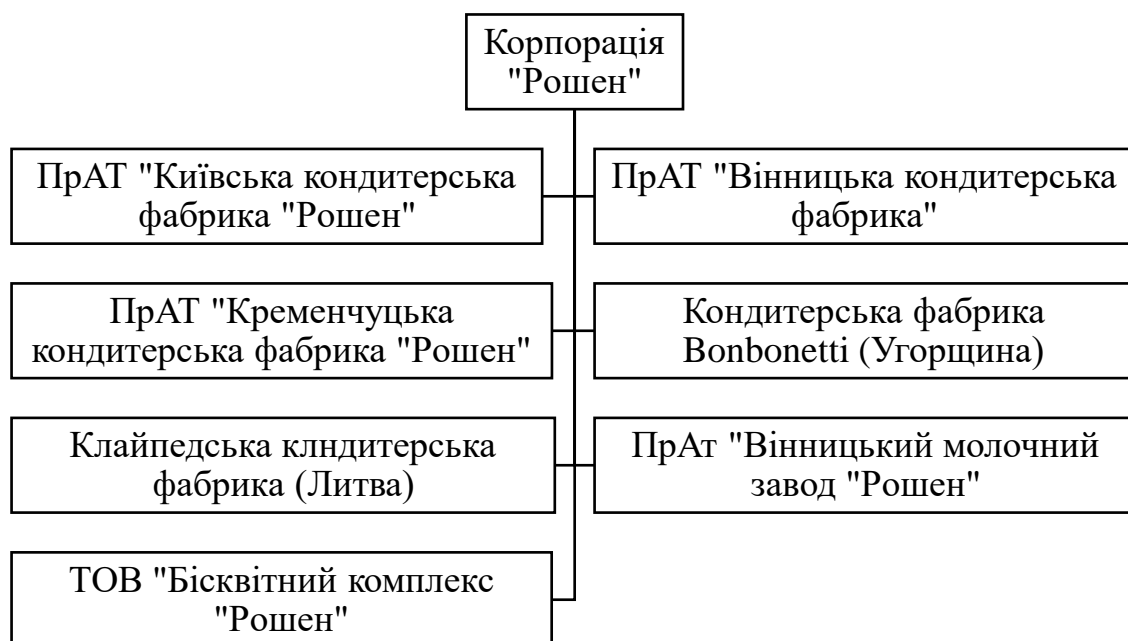 Корпорація
"Рошен"
ПрАТ "Київська кондитерська
фабрика "Рошен"
ПрАТ "Вінницька кондитерська
фабрика"
ПрАТ "Кременчуцька
кондитерська фабрика "Рошен"
Кондитерська фабрика
Bonbonetti (Угорщина)
Клайпедська клндитерська
фабрика (Литва)
ПрАт "Вінницький молочний
завод "Рошен"
ТОВ "Бісквітний комплекс
"Рошен"